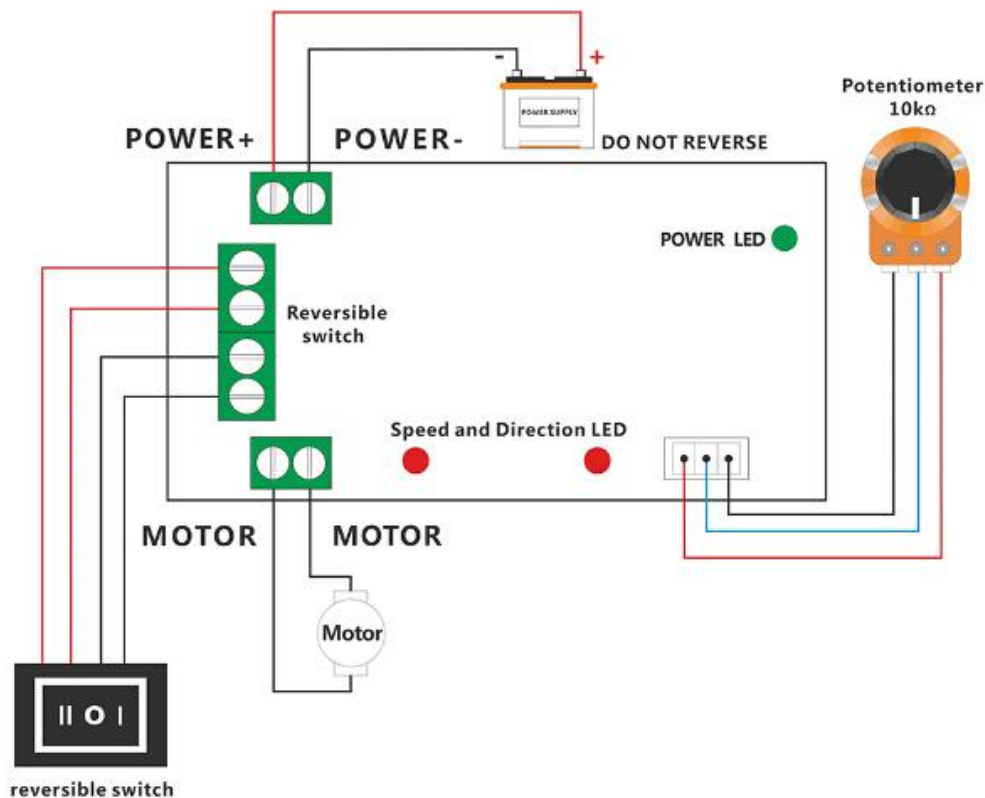 - +
POWER SUPPLY
POWER+ POWER- DO NOT REVERSE
Potentiometer
10kΩ
POWER LED
Reversible
switch
Speed and Direction LED
MOTOR MOTOR
Motor
II O I
reversible switch